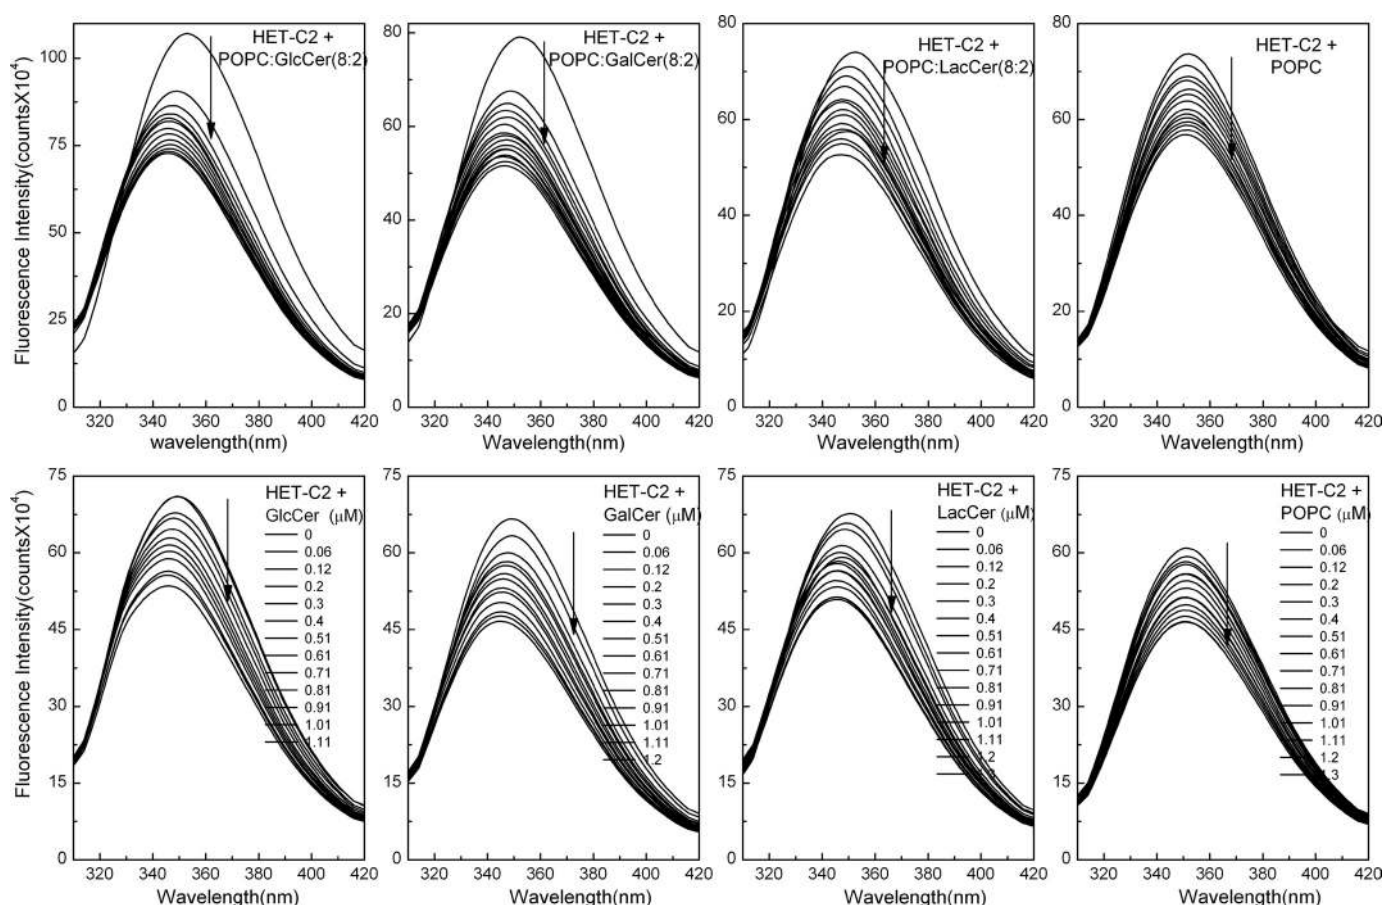 Fluorescence Intensity(countsX10⁴)
HET-C2 +
POPC:GlcCer(8:2)
100
75
50
25
0
320 340 360 380 400 420
wavelength(nm)
HET-C2 +
POPC:GalCer(8:2)
80
60
40
20
0
320 340 360 380 400 420
Wavelength(nm)
HET-C2 +
POPC:LacCer(8:2)
80
60
40
20
0
320 340 360 380 400 420
Wavelength(nm)
HET-C2 +
POPC
80
60
40
20
0
320 340 360 380 400 420
Wavelength(nm)
Fluorescence Intensity(countsX10⁴)
HET-C2 +
GlcCer (μM)
0
0.06
0.12
0.2
0.3
0.4
0.51
0.61
0.71
0.81
0.91
1.01
1.11
75
60
45
30
15
0
320 340 360 380 400 420
Wavelength(nm)
HET-C2 +
GalCer (μM)
0
0.06
0.12
0.2
0.3
0.4
0.51
0.61
0.71
0.81
0.91
1.01
1.11
1.2
75
60
45
30
15
0
320 340 360 380 400 420
Wavelength(nm)
HET-C2 +
LacCer (μM)
0
0.06
0.12
0.2
0.3
0.4
0.51
0.61
0.71
0.81
0.91
1.01
1.11
1.2
1.3
75
60
45
30
15
0
320 340 360 380 400 420
Wavelength(nm)
HET-C2 +
POPC (μM)
0
0.06
0.12
0.2
0.3
0.4
0.51
0.61
0.71
0.81
0.91
1.01
1.11
1.2
1.3
75
60
45
30
15
0
320 340 360 380 400 420
Wavelength(nm)